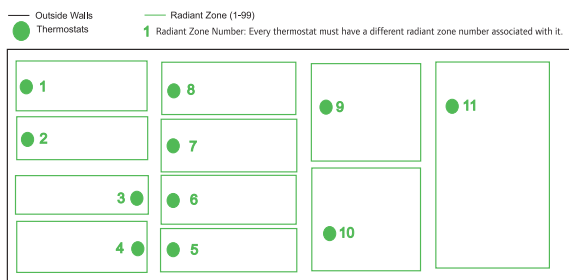 Outside Walls
Radiant Zone (1-99)
Thermostats
1 Radiant Zone Number: Every thermostat must have a different radiant zone number associated with it.
1
8
9
11
2
7
3
6
10
4
5